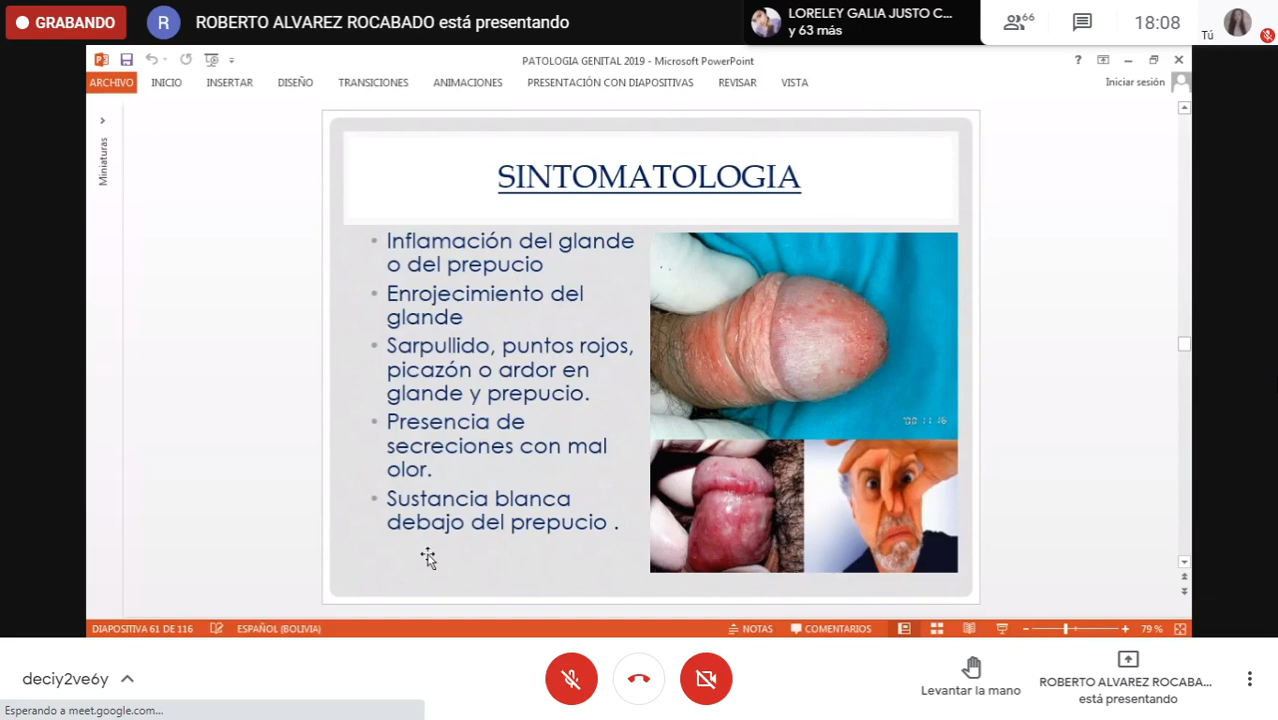 GRABANDO
R
ROBERTO ALVAREZ ROCABADO está presentando
LORELEY GALIA JUSTO C...
y 63 más
66
18:08
Tú
PATOLOGIA GENITAL 2019 - Microsoft PowerPoint
?
ARCHIVO INICIO INSERTAR DISEÑO TRANSICIONES ANIMACIONES PRESENTACIÓN CON DIAPOSITIVAS REVISAR VISTA
Iniciar sesión
Miniaturas
SINTOMATOLOGIA
• Inflamación del glande
o del prepucio
• Enrojecimiento del
glande
• Sarpullido, puntos rojos,
picazón o ardor en
glande y prepucio.
• Presencia de
secreciones con mal
olor.
• Sustancia blanca
debajo del prepucio .
'00 11 16
DIAPOSITIVA 61 DE 116 ESPAÑOL (BOLIVIA) NOTAS COMENTARIOS 79 %
deciy2ve6y
Levantar la mano
ROBERTO ALVAREZ ROCABA...
está presentando
Esperando a meet.google.com...